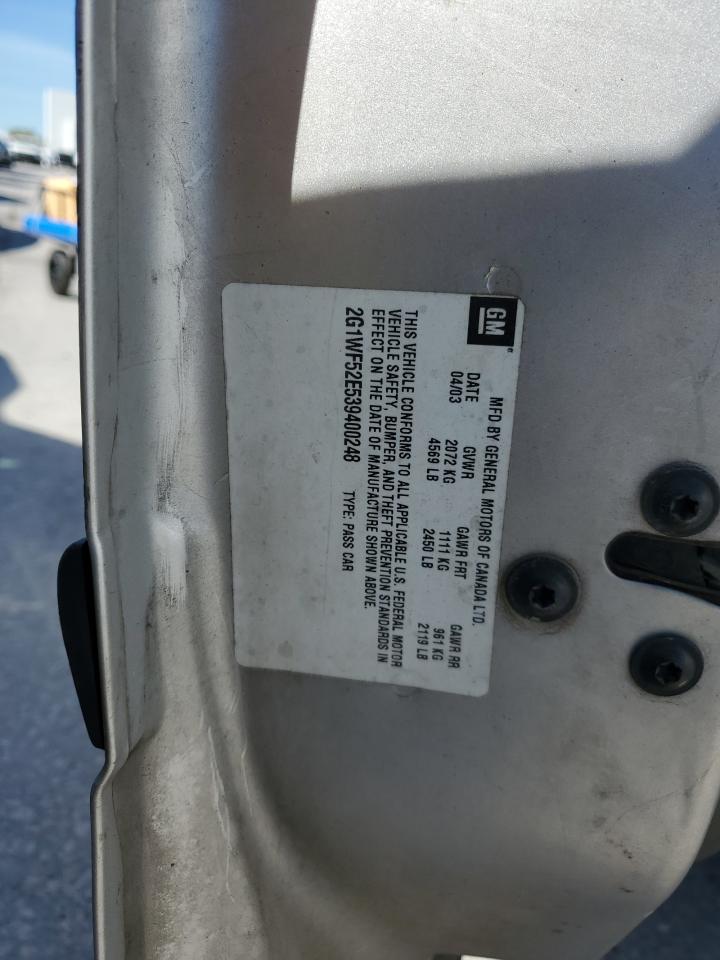 GM
MFD BY GENERAL MOTORS OF CANADA LTD.
DATE GVWR GAWR FRT GAWR RR
04/03 2072 KG 1111 KG 961 KG
4569 LB 2450 LB 2119 LB
THIS VEHICLE CONFORMS TO ALL APPLICABLE U.S. FEDERAL MOTOR
VEHICLE SAFETY, BUMPER, AND THEFT PREVENTION STANDARDS IN
EFFECT ON THE DATE OF MANUFACTURE SHOWN ABOVE.
2G1WF52E539400248 TYPE: PASS CAR